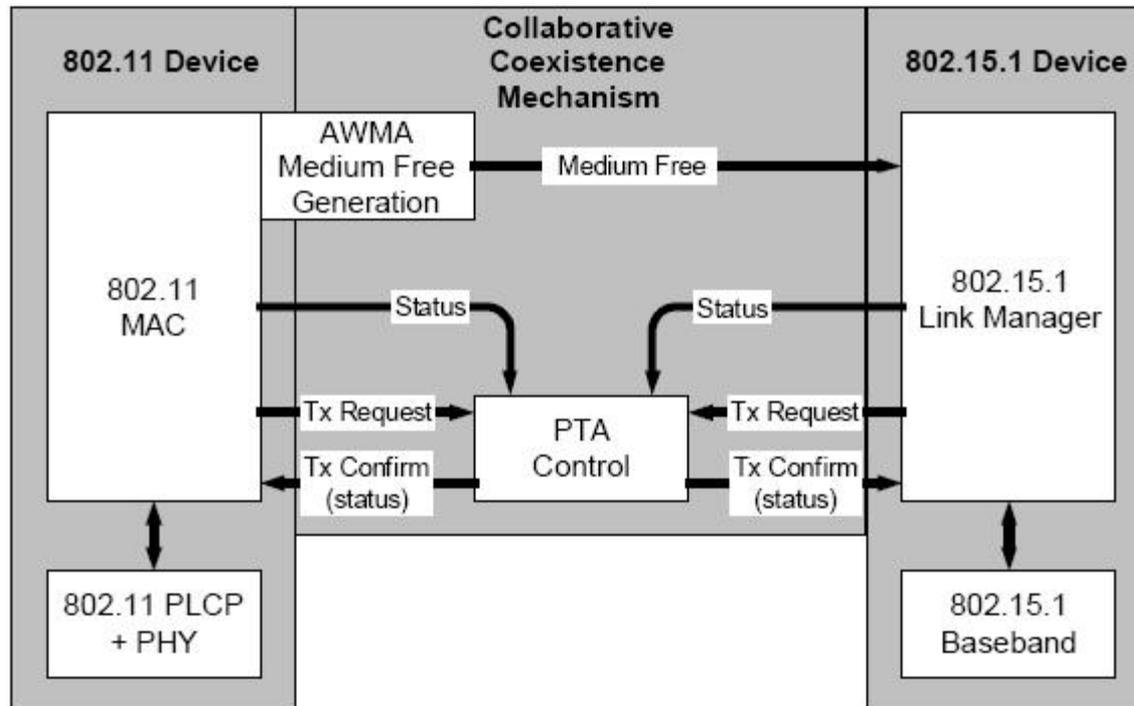 802.11 Device
Collaborative
Coexistence
Mechanism
802.15.1 Device
AWMA
Medium Free
Generation
Medium Free
802.11
MAC
Status
Status
802.15.1
Link Manager
Tx Request
Tx Confirm
(status)
PTA
Control
Tx Request
Tx Confirm
(status)
802.11 PLCP
+ PHY
802.15.1
Baseband